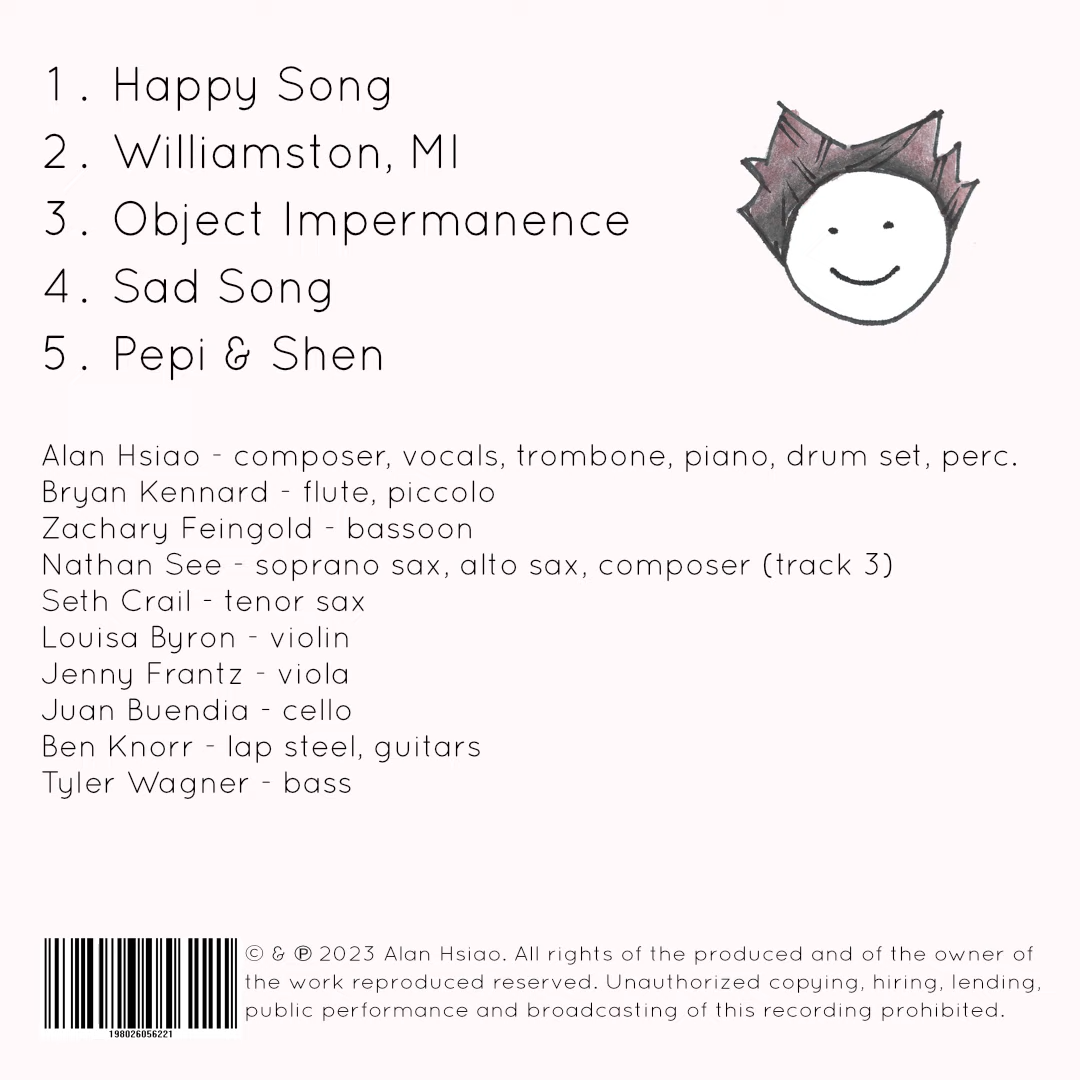 1. Happy Song
2. Williamston, MI
3. Object Impermanence
4. Sad Song
5. Pepi & Shen
Alan Hsiao - composer, vocals, trombone, piano, drum set, perc.
Bryan Kennard - flute, piccolo
Zachary Feingold - bassoon
Nathan See - soprano sax, alto sax, composer (track 3)
Seth Crail - tenor sax
Louisa Byron - violin
Jenny Frantz - viola
Juan Buendia - cello
Ben Knorr - lap steel, guitars
Tyler Wagner - bass
© & ℗ 2023 Alan Hsiao. All rights of the produced and of the owner of
the work reproduced reserved. Unauthorized copying, hiring, lending,
public performance and broadcasting of this recording prohibited.
198026056221